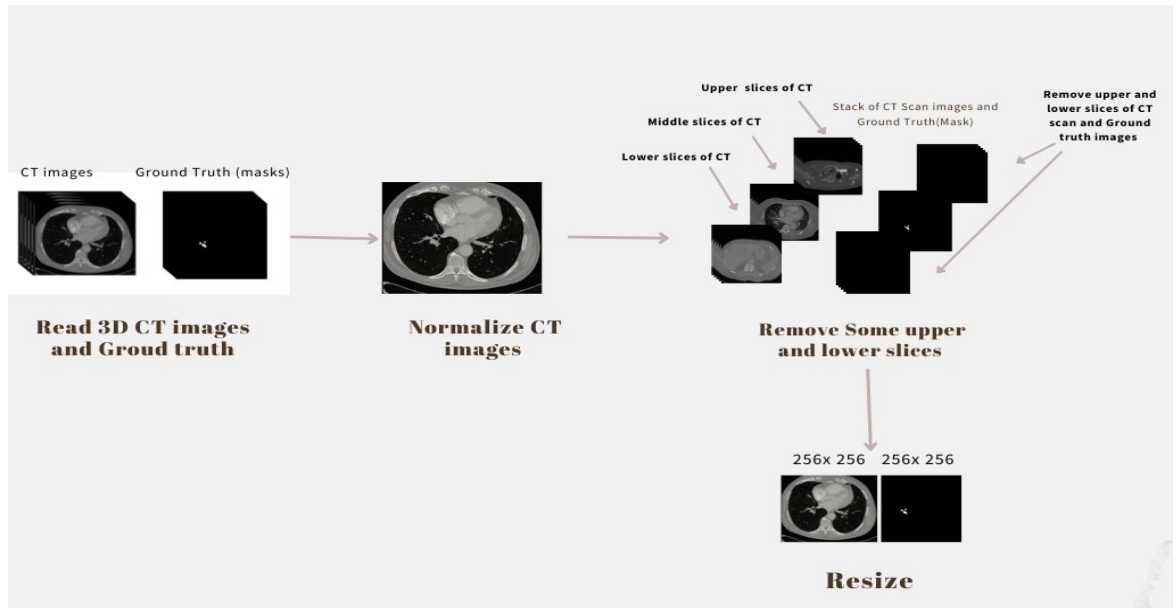 CT images
Ground Truth (masks)
Read 3D CT images
and Groud truth
Normalize CT
images
Upper slices of CT
Middle slices of CT
Lower slices of CT
Stack of CT Scan images and
Ground Truth(Mask)
Remove upper and
lower slices of CT
scan and Ground
truth images
Remove Some upper
and lower slices
256x 256
256x 256
Resize